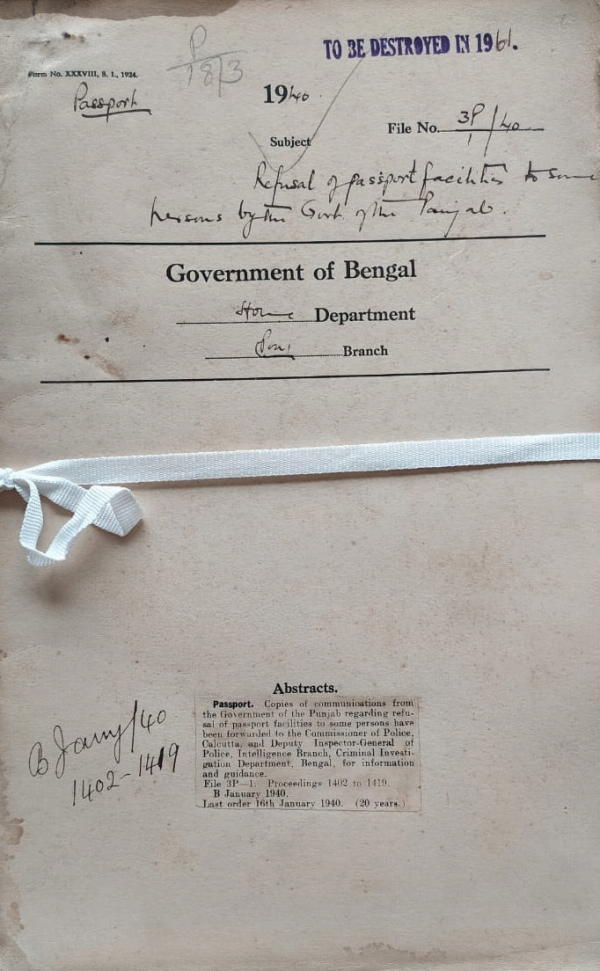 P
18/3
TO BE DESTROYED IN 1961.
Form No. XXXVIII, S. I., 1924.
Passport
1940
File No. 3P/1/40
Subject
Refusal of passport facilities to some
persons by the Govt. of the Punjab.
Government of Bengal
Home Department
Branch
Abstracts.
Passport. Copies of communications from
the Government of the Punjab regarding refu-
sal of passport facilities to some persons have
been forwarded to the Commissioner of Police,
Calcutta, and Deputy Inspector-General of
Police, Intelligence Branch, Criminal Investi-
gation Department, Bengal, for information
and guidance.
File 3P—1. Proceedings 1402 to 1419.
B January 1940.
Last order 16th January 1940. (20 years.)
B Jany/40
1402-1419